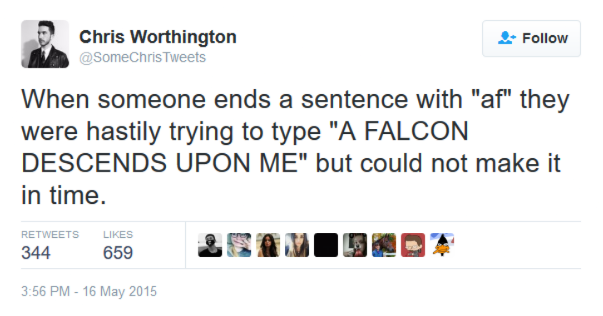 Chris Worthington
@SomeChrisTweets
Follow
When someone ends a sentence with "af" they
were hastily trying to type "A FALCON
DESCENDS UPON ME" but could not make it
in time.
RETWEETS LIKES
344 659
3:56 PM - 16 May 2015